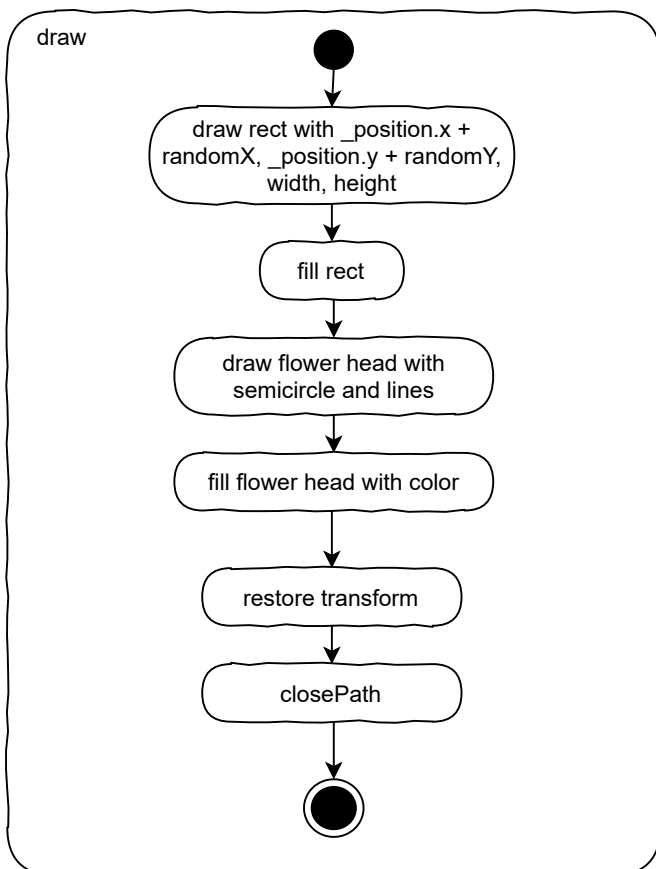 draw
draw rect with _position.x +
randomX, _position.y + randomY,
width, height
fill rect
draw flower head with
semicircle and lines
fill flower head with color
restore transform
closePath